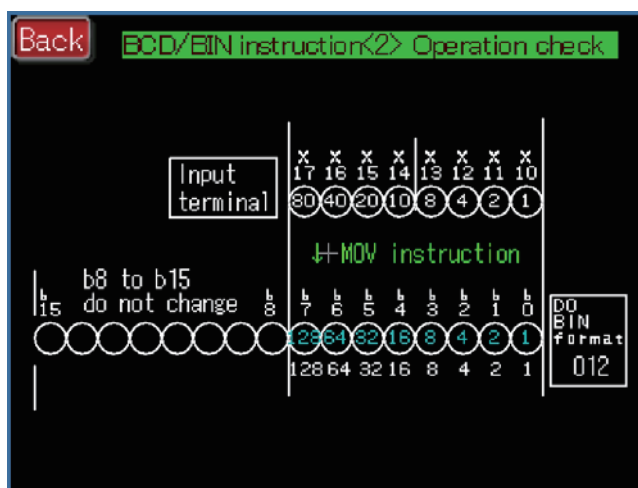 Back
BCD/BIN instruction<2> Operation check
X X X X X X X X
17 16 15 14 13 12 11 10
Input
terminal
80 40 20 10 8 4 2 1
MOV instruction
b8 to b15
do not change
b b b b b b b b b b
15 8 7 6 5 4 3 2 1 0
128 64 32 16 8 4 2 1
128 64 32 16 8 4 2 1
D0
BIN
format
012